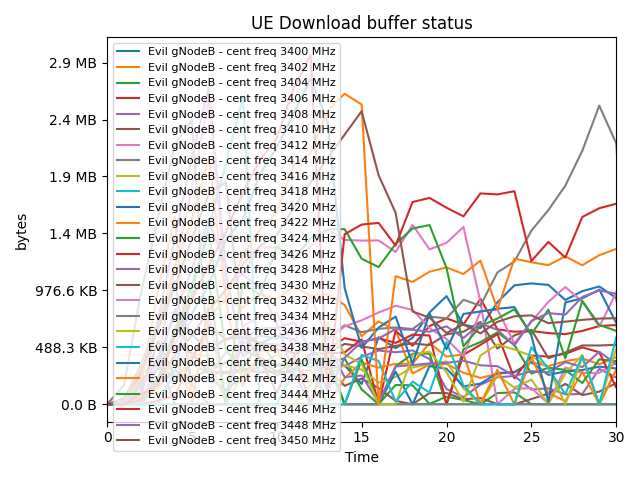 UE Download buffer status
2.9 MB
2.4 MB
1.9 MB
1.4 MB
976.6 KB
488.3 KB
0.0 B
bytes
Evil gNodeB - cent freq 3400 MHz
Evil gNodeB - cent freq 3402 MHz
Evil gNodeB - cent freq 3404 MHz
Evil gNodeB - cent freq 3406 MHz
Evil gNodeB - cent freq 3408 MHz
Evil gNodeB - cent freq 3410 MHz
Evil gNodeB - cent freq 3412 MHz
Evil gNodeB - cent freq 3414 MHz
Evil gNodeB - cent freq 3416 MHz
Evil gNodeB - cent freq 3418 MHz
Evil gNodeB - cent freq 3420 MHz
Evil gNodeB - cent freq 3422 MHz
Evil gNodeB - cent freq 3424 MHz
Evil gNodeB - cent freq 3426 MHz
Evil gNodeB - cent freq 3428 MHz
Evil gNodeB - cent freq 3430 MHz
Evil gNodeB - cent freq 3432 MHz
Evil gNodeB - cent freq 3434 MHz
Evil gNodeB - cent freq 3436 MHz
Evil gNodeB - cent freq 3438 MHz
Evil gNodeB - cent freq 3440 MHz
Evil gNodeB - cent freq 3442 MHz
Evil gNodeB - cent freq 3444 MHz
Evil gNodeB - cent freq 3446 MHz
Evil gNodeB - cent freq 3448 MHz
Evil gNodeB - cent freq 3450 MHz
0 15 20 25 30
Time